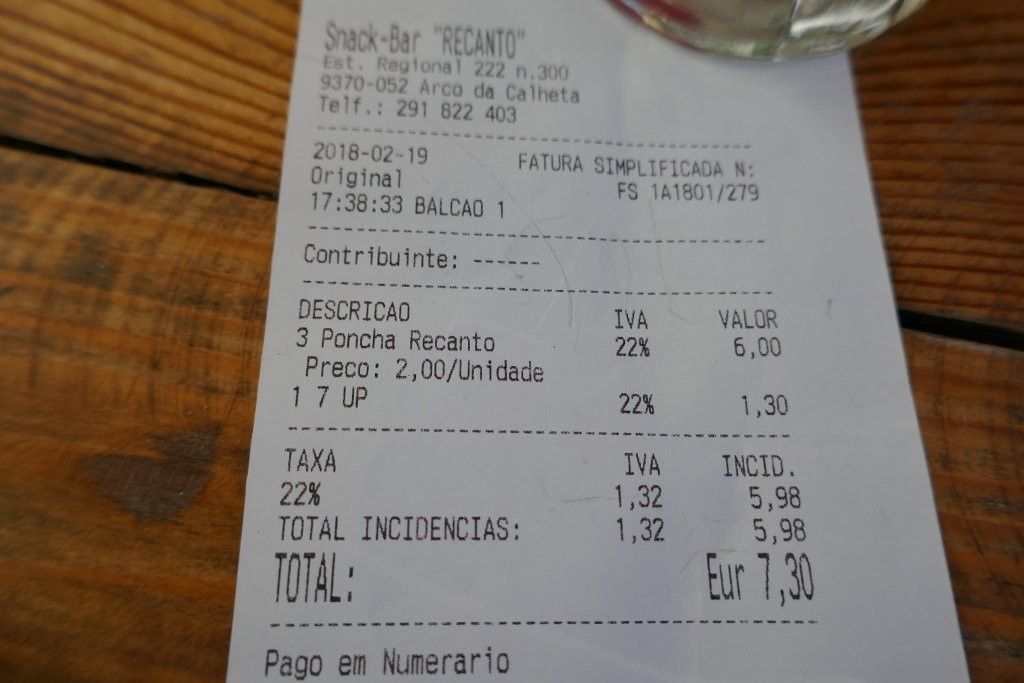 Snack-Bar "RECANTO"
Est. Regional 222 n.300
9370-052 Arco da Calheta
Telf.: 291 822 403
2018-02-19 FATURA SIMPLIFICADA N:
Original FS 1A1801/279
17:38:33 BALCAO 1
Contribuinte: ------
DESCRICAO IVA VALOR
3 Poncha Recanto 22% 6,00
Preco: 2,00/Unidade
1 7 UP 22% 1,30
TAXA IVA INCID.
22% 1,32 5,98
TOTAL INCIDENCIAS: 1,32 5,98
TOTAL: Eur 7,30
Pago em Numerario